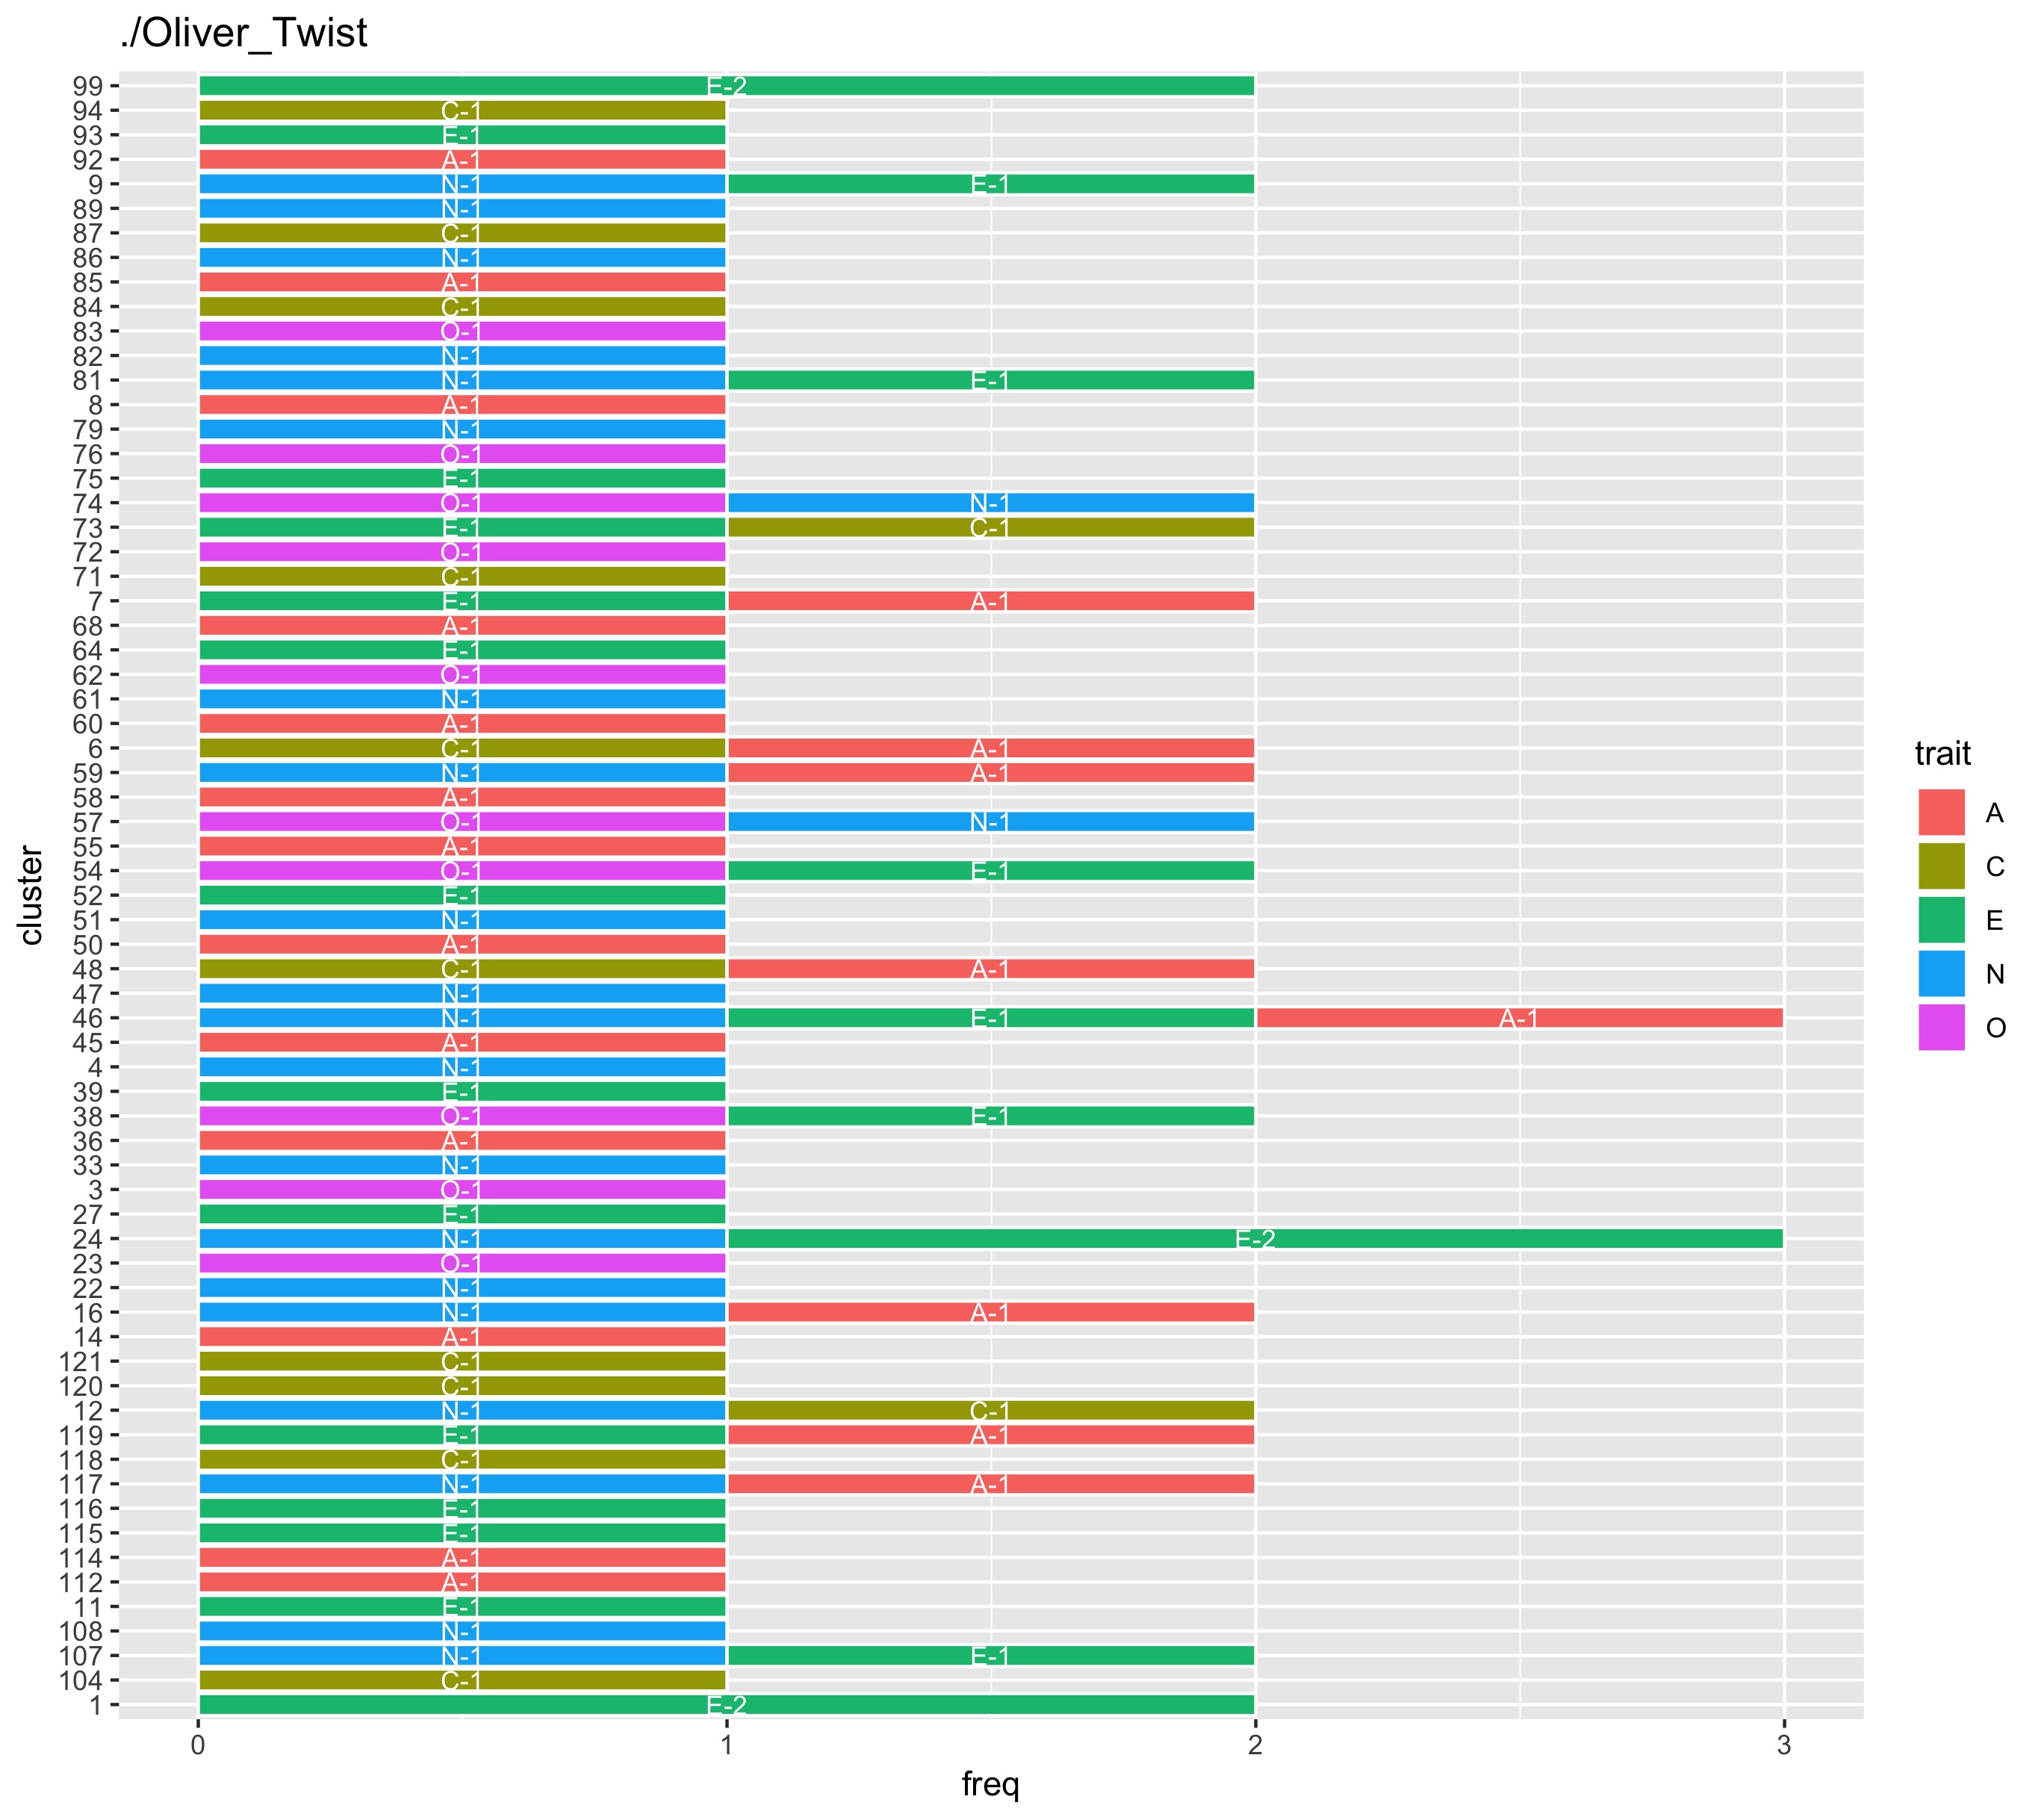 ./Oliver_Twist
99 E-2
94 C-1
93 E-1
92 A-1
9 N-1 E-1
89 N-1
87 C-1
86 N-1
85 A-1
84 C-1
83 O-1
82 N-1
81 N-1 E-1
8 A-1
79 N-1
76 O-1
75 E-1
74 O-1 N-1
73 E-1 C-1
72 O-1
71 C-1
7 E-1 A-1
68 A-1
64 E-1
62 O-1
61 N-1
60 A-1
6 C-1 A-1
59 N-1 A-1
58 A-1
57 O-1 N-1
55 A-1
54 O-1 E-1
52 E-1
51 N-1
50 A-1
48 C-1 A-1
47 N-1
46 N-1 E-1 A-1
45 A-1
4 N-1
39 E-1
38 O-1 E-1
36 A-1
33 N-1
3 O-1
27 E-1
24 N-1 E-2
23 O-1
22 N-1
16 N-1 A-1
14 A-1
121 C-1
120 C-1
12 N-1 C-1
119 E-1 A-1
118 C-1
117 N-1 A-1
116 E-1
115 E-1
114 A-1
112 A-1
11 E-1
108 N-1
107 N-1 E-1
104 C-1
1 E-2
0 1 2 3
freq
cluster
trait
A
C
E
N
O